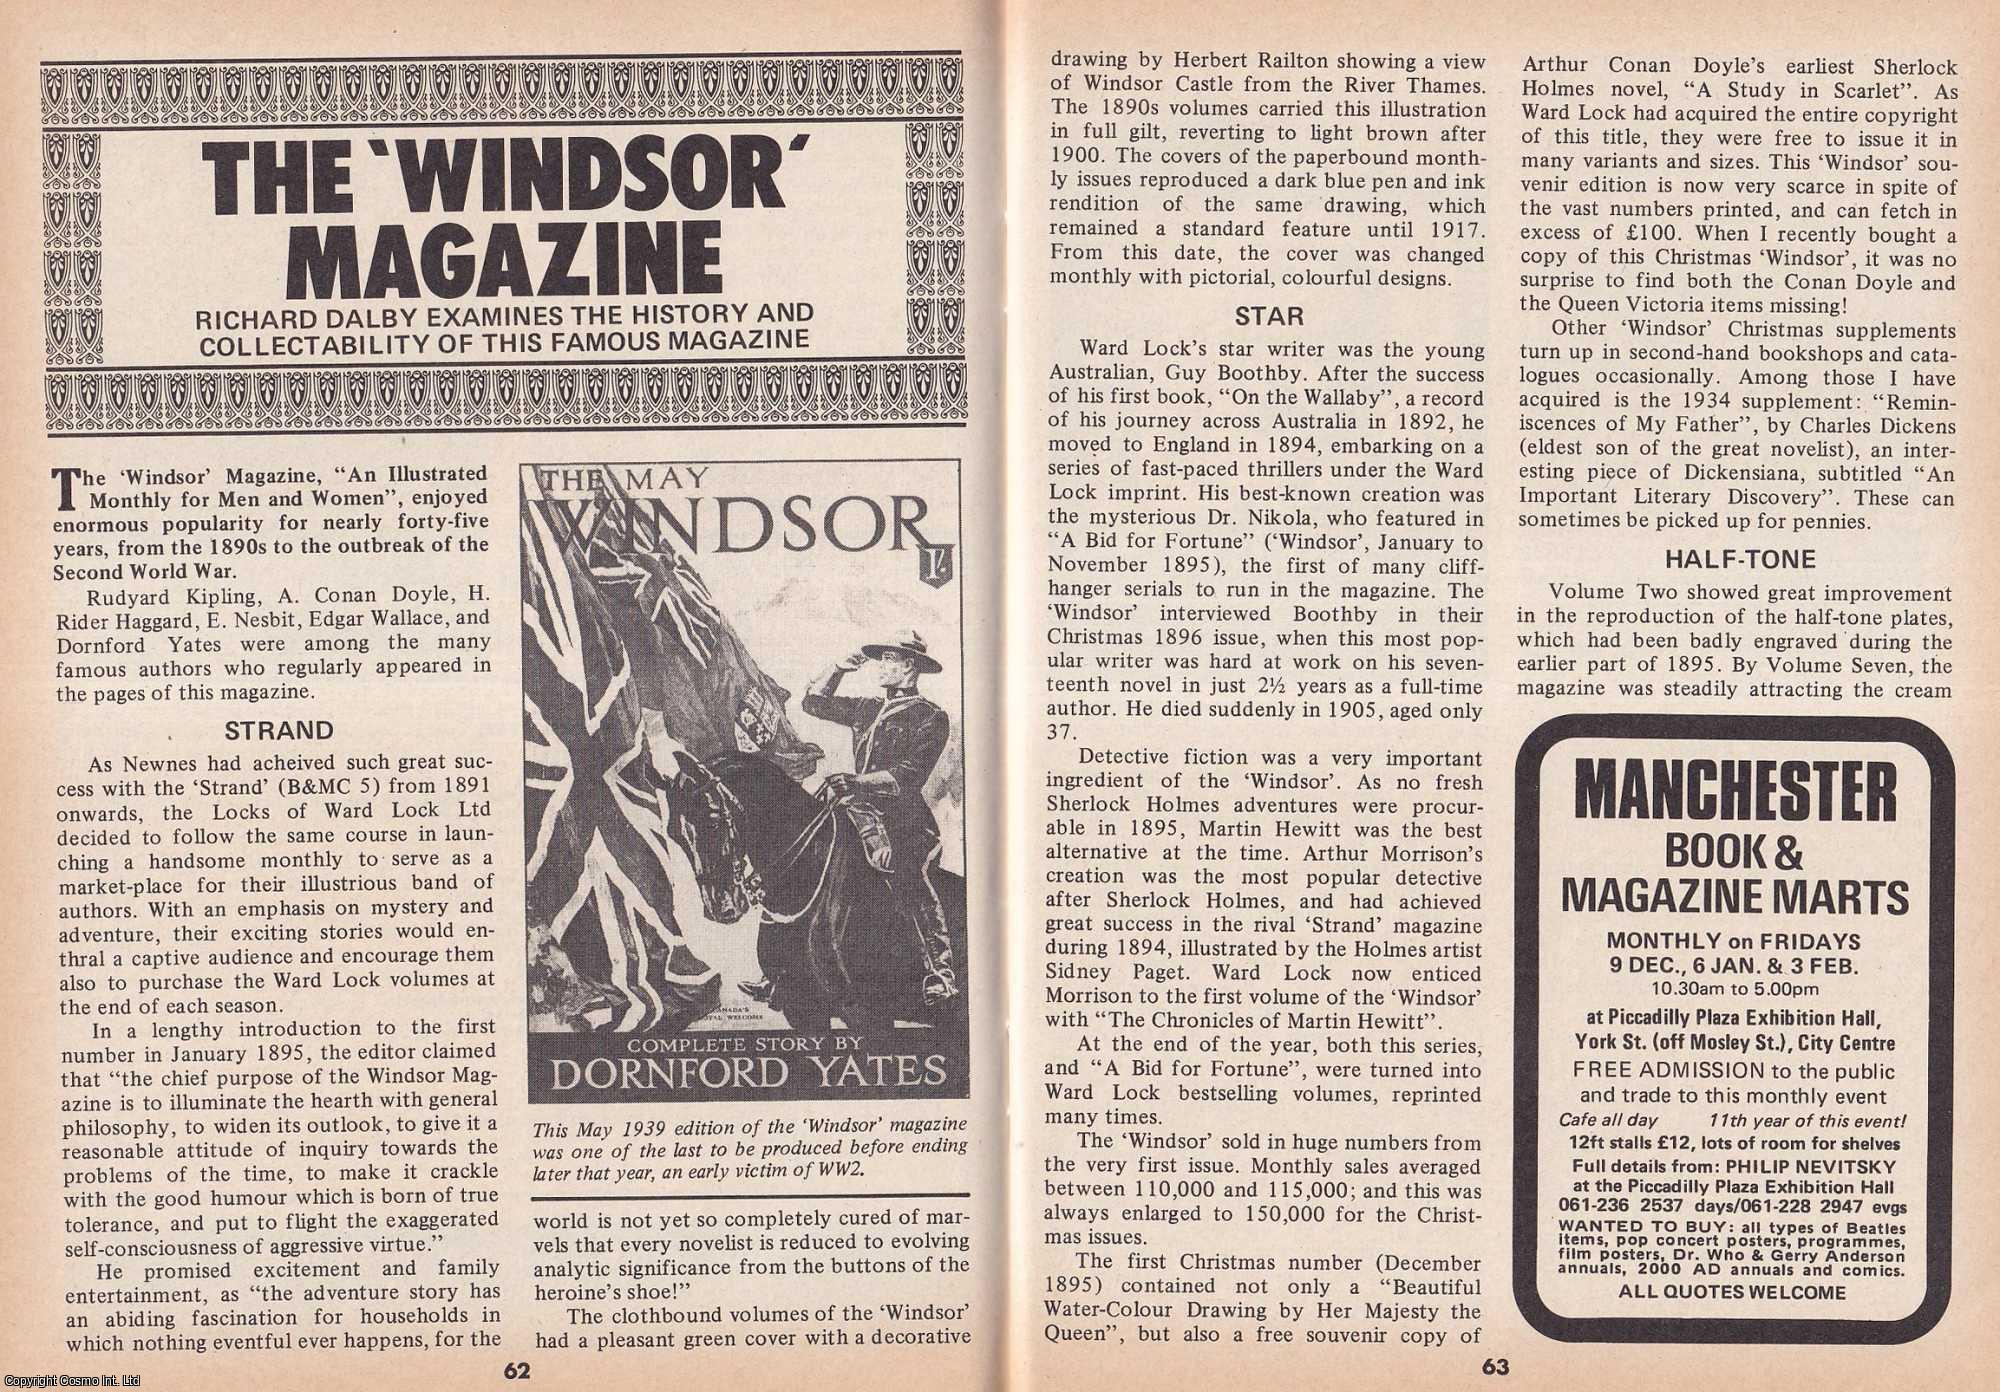 THE 'WINDSOR'
MAGAZINE
RICHARD DALBY EXAMINES THE HISTORY AND
COLLECTABILITY OF THIS FAMOUS MAGAZINE
The 'Windsor' Magazine, "An Illustrated
Monthly for Men and Women", enjoyed
enormous popularity for nearly forty-five
years, from the 1890s to the outbreak of the
Second World War.
Rudyard Kipling, A. Conan Doyle, H.
Rider Haggard, E. Nesbit, Edgar Wallace, and
Dornford Yates were among the many
famous authors who regularly appeared in
the pages of this magazine.
STRAND
As Newnes had acheived such great suc-
cess with the 'Strand' (B&MC 5) from 1891
onwards, the Locks of Ward Lock Ltd
decided to follow the same course in laun-
ching a handsome monthly to serve as a
market-place for their illustrious band of
authors. With an emphasis on mystery and
adventure, their exciting stories would en-
thral a captive audience and encourage them
also to purchase the Ward Lock volumes at
the end of each season.
In a lengthy introduction to the first
number in January 1895, the editor claimed
that "the chief purpose of the Windsor Mag-
azine is to illuminate the hearth with general
philosophy, to widen its outlook, to give it a
reasonable attitude of inquiry towards the
problems of the time, to make it crackle
with the good humour which is born of true
tolerance, and put to flight the exaggerated
self-consciousness of aggressive virtue."
He promised excitement and family
entertainment, as "the adventure story has
an abiding fascination for households in
which nothing eventful ever happens, for the
THE MAY
WINDSOR
1/-
CANADA'S
ROYAL WELCOME
COMPLETE STORY BY
DORNFORD YATES
This May 1939 edition of the 'Windsor' magazine
was one of the last to be produced before ending
later that year, an early victim of WW2.
world is not yet so completely cured of mar-
vels that every novelist is reduced to evolving
analytic significance from the buttons of the
heroine's shoe!"
The clothbound volumes of the 'Windsor'
had a pleasant green cover with a decorative
62
drawing by Herbert Railton showing a view
of Windsor Castle from the River Thames.
The 1890s volumes carried this illustration
in full gilt, reverting to light brown after
1900. The covers of the paperbound month-
ly issues reproduced a dark blue pen and ink
rendition of the same drawing, which
remained a standard feature until 1917.
From this date, the cover was changed
monthly with pictorial, colourful designs.
STAR
Ward Lock's star writer was the young
Australian, Guy Boothby. After the success
of his first book, "On the Wallaby", a record
of his journey across Australia in 1892, he
moved to England in 1894, embarking on a
series of fast-paced thrillers under the Ward
Lock imprint. His best-known creation was
the mysterious Dr. Nikola, who featured in
"A Bid for Fortune" ('Windsor', January to
November 1895), the first of many cliff-
hanger serials to run in the magazine. The
'Windsor' interviewed Boothby in their
Christmas 1896 issue, when this most pop-
ular writer was hard at work on his seven-
teenth novel in just 2½ years as a full-time
author. He died suddenly in 1905, aged only
37.
Detective fiction was a very important
ingredient of the 'Windsor'. As no fresh
Sherlock Holmes adventures were procur-
able in 1895, Martin Hewitt was the best
alternative at the time. Arthur Morrison's
creation was the most popular detective
after Sherlock Holmes, and had achieved
great success in the rival 'Strand' magazine
during 1894, illustrated by the Holmes artist
Sidney Paget. Ward Lock now enticed
Morrison to the first volume of the 'Windsor'
with "The Chronicles of Martin Hewitt".
At the end of the year, both this series,
and "A Bid for Fortune", were turned into
Ward Lock bestselling volumes, reprinted
many times.
The 'Windsor' sold in huge numbers from
the very first issue. Monthly sales averaged
between 110,000 and 115,000; and this was
always enlarged to 150,000 for the Christ-
mas issues.
The first Christmas number (December
1895) contained not only a "Beautiful
Water-Colour Drawing by Her Majesty the
Queen", but also a free souvenir copy of
Arthur Conan Doyle's earliest Sherlock
Holmes novel, "A Study in Scarlet". As
Ward Lock had acquired the entire copyright
of this title, they were free to issue it in
many variants and sizes. This 'Windsor' sou-
venir edition is now very scarce in spite of
the vast numbers printed, and can fetch in
excess of £100. When I recently bought a
copy of this Christmas 'Windsor', it was no
surprise to find both the Conan Doyle and
the Queen Victoria items missing!
Other 'Windsor' Christmas supplements
turn up in second-hand bookshops and cata-
logues occasionally. Among those I have
acquired is the 1934 supplement: "Remin-
iscences of My Father", by Charles Dickens
(eldest son of the great novelist), an inter-
esting piece of Dickensiana, subtitled "An
Important Literary Discovery". These can
sometimes be picked up for pennies.
HALF-TONE
Volume Two showed great improvement
in the reproduction of the half-tone plates,
which had been badly engraved during the
earlier part of 1895. By Volume Seven, the
magazine was steadily attracting the cream
MANCHESTER
BOOK &
MAGAZINE MARTS
MONTHLY on FRIDAYS
9 DEC., 6 JAN. & 3 FEB.
10.30am to 5.00pm
at Piccadilly Plaza Exhibition Hall,
York St. (off Mosley St.), City Centre
FREE ADMISSION to the public
and trade to this monthly event
Cafe all day 11th year of this event!
12ft stalls £12, lots of room for shelves
Full details from: PHILIP NEVITSKY
at the Piccadilly Plaza Exhibition Hall
061-236 2537 days/061-228 2947 evgs
WANTED TO BUY: all types of Beatles
items, pop concert posters, programmes,
film posters, Dr. Who & Gerry Anderson
annuals, 2000 AD annuals and comics.
ALL QUOTES WELCOME
63
Copyright Cosmo Int. Ltd